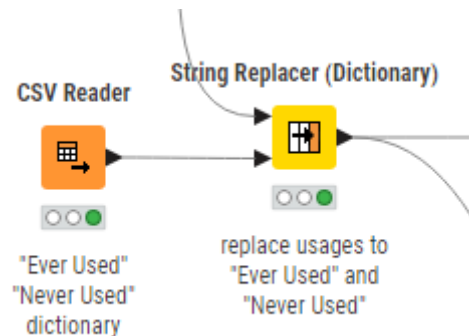 String Replacer (Dictionary)
CSV Reader
"Ever Used"
"Never Used"
dictionary
replace usages to
"Ever Used" and
"Never Used"